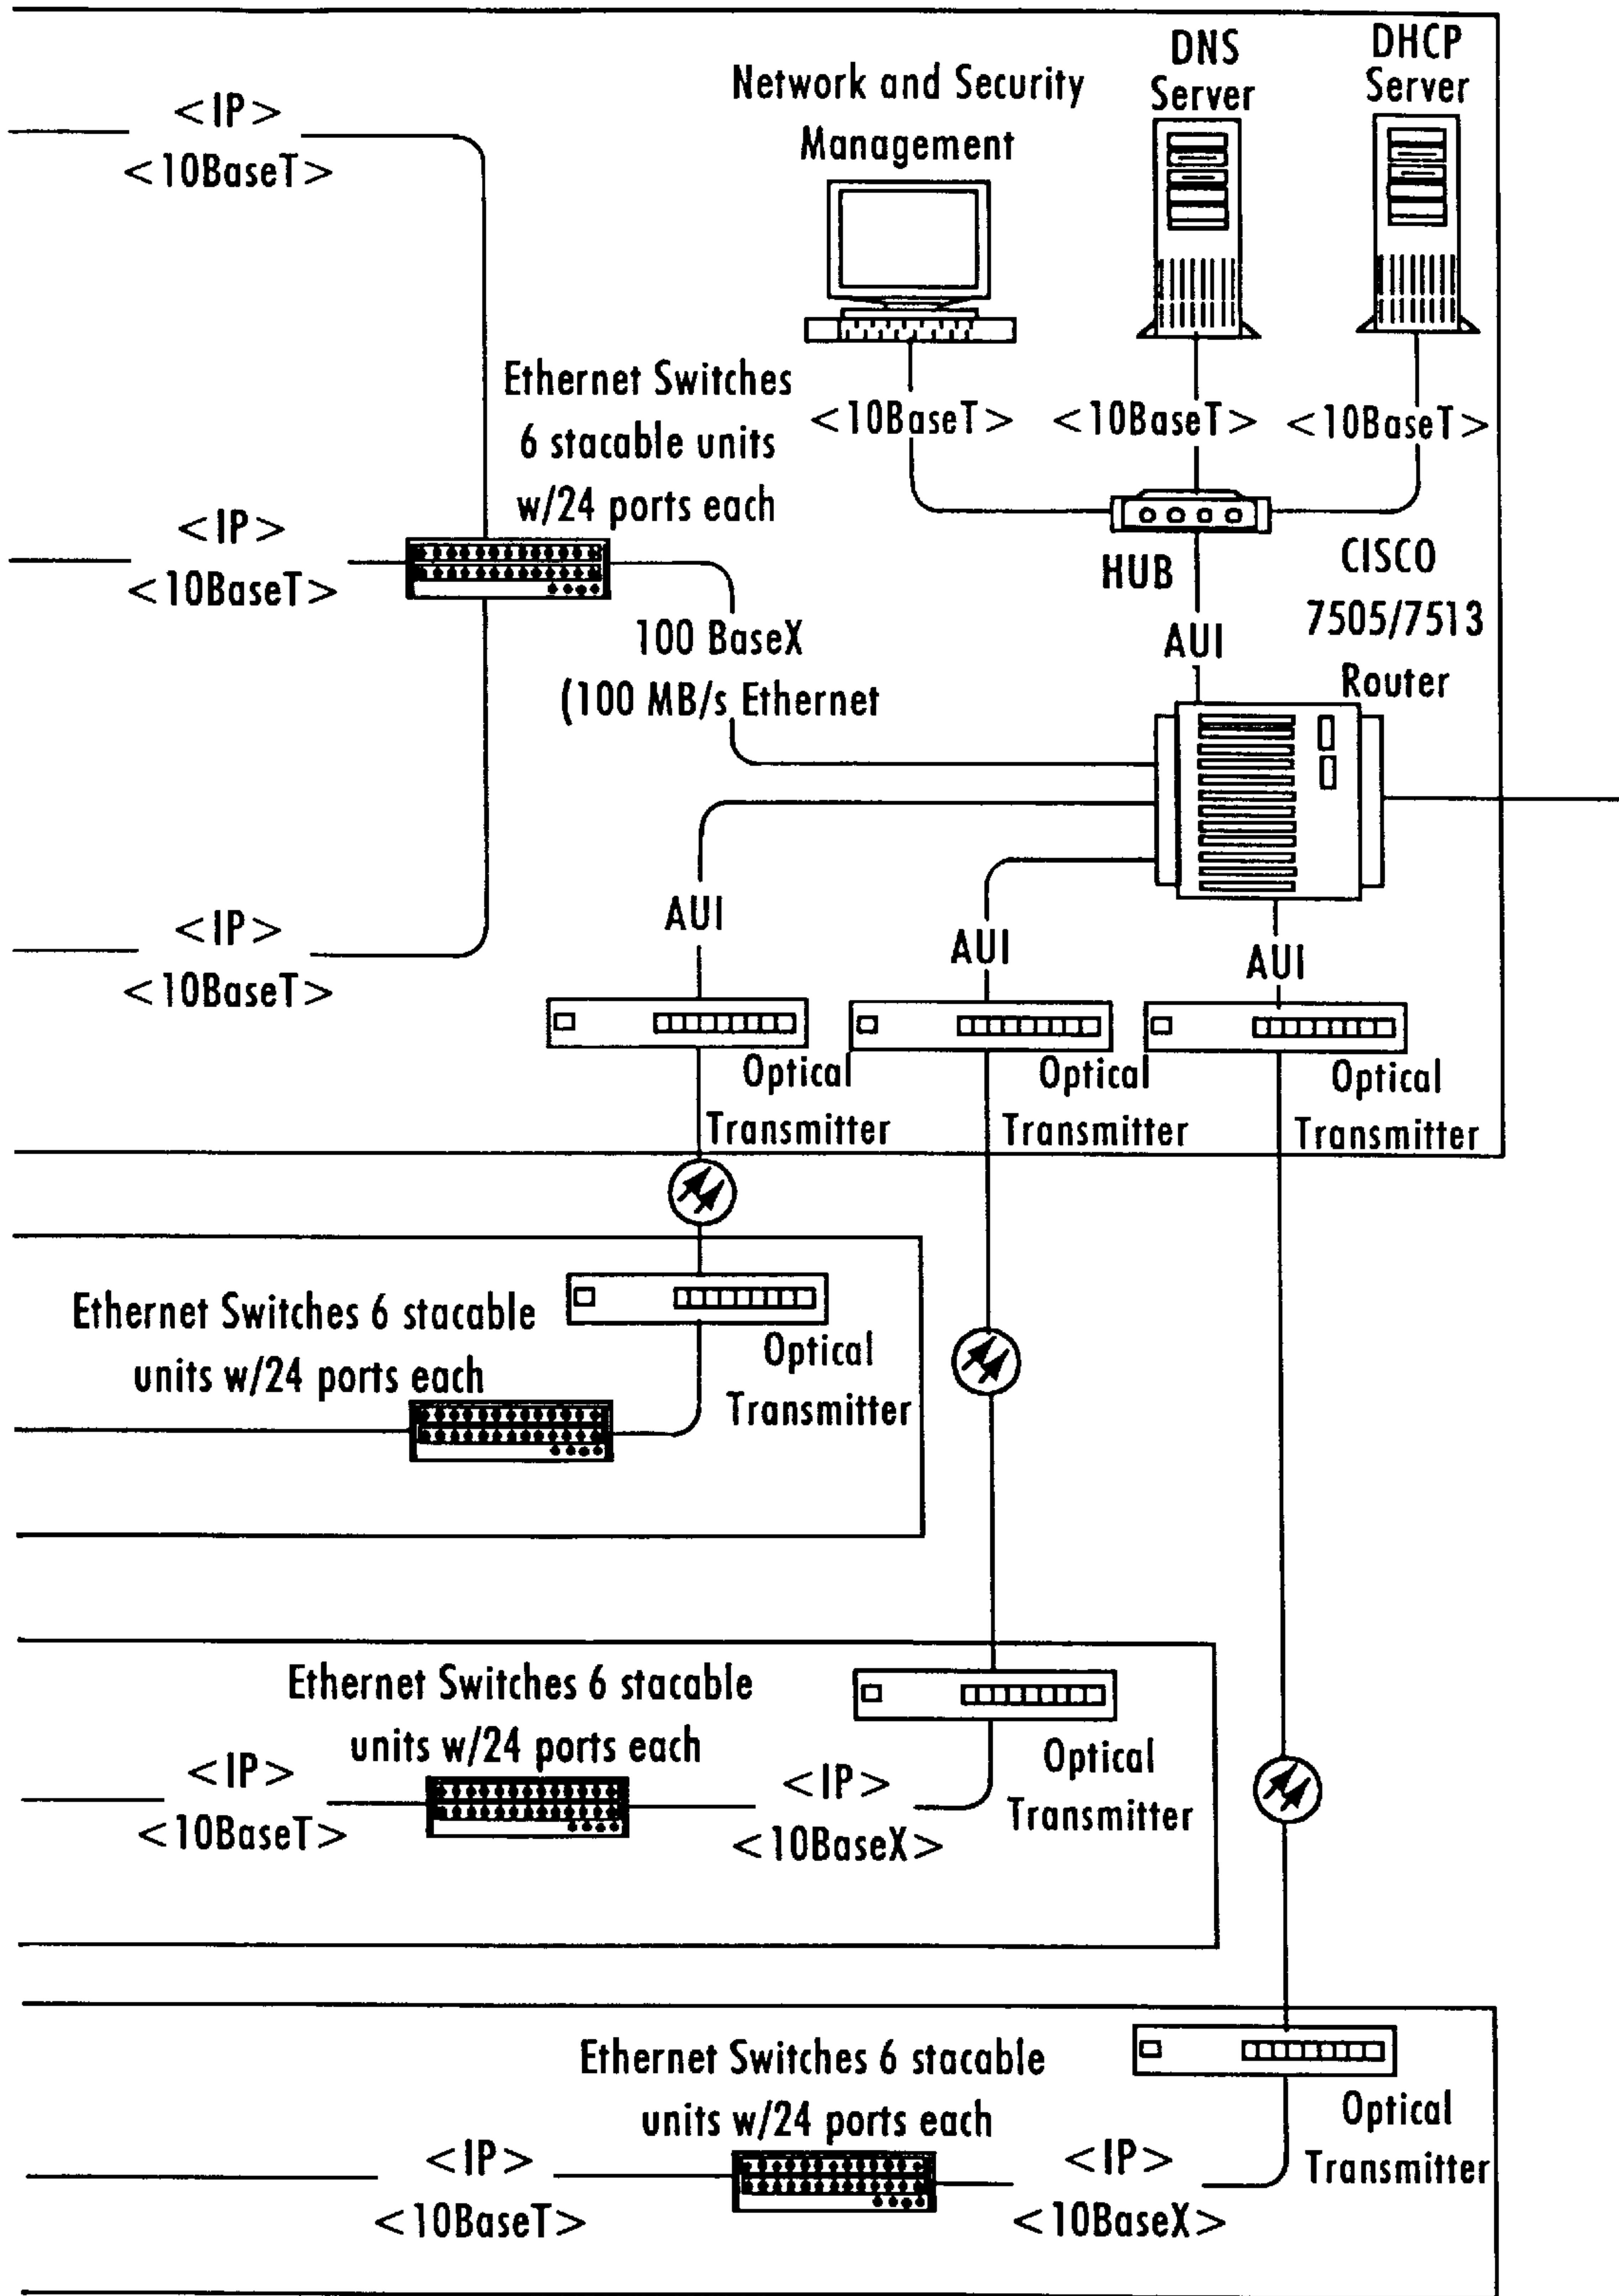 Network and Security
Management
DNS
Server
DHCP
Server
<IP>
<10BaseT>
Ethernet Switches
6 stacable units
w/24 ports each
<10BaseT>
<10BaseT>
<10BaseT>
<IP>
<10BaseT>
HUB
CISCO
7505/7513
Router
100 BaseX
(100 MB/s Ethernet
AUI
<IP>
<10BaseT>
AUI
AUI
AUI
Optical
Transmitter
Optical
Transmitter
Optical
Transmitter
Ethernet Switches 6 stacable
units w/24 ports each
Optical
Transmitter
Ethernet Switches 6 stacable
units w/24 ports each
<IP>
<10BaseT>
<IP>
<10BaseX>
Optical
Transmitter
Ethernet Switches 6 stacable
units w/24 ports each
<IP>
<10BaseT>
<IP>
<10BaseX>
Optical
Transmitter